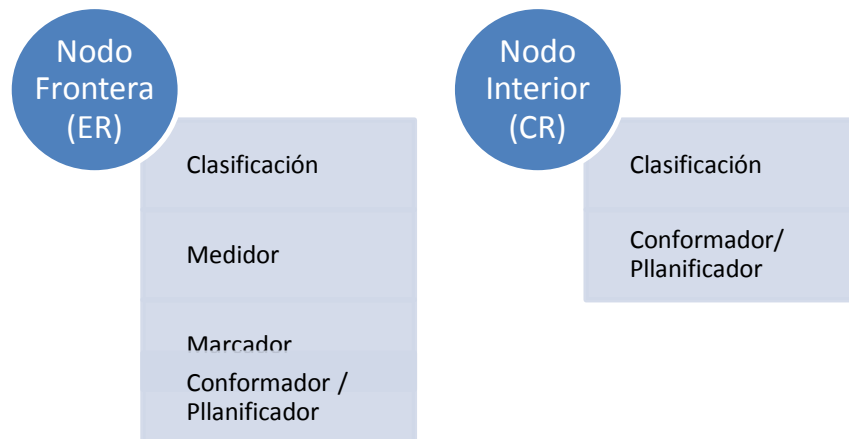 Nodo
Frontera
(ER)
Clasificación
Medidor
Marcador
Conformador /
Pllanificador
Nodo
Interior
(CR)
Clasificación
Conformador/
Pllanificador